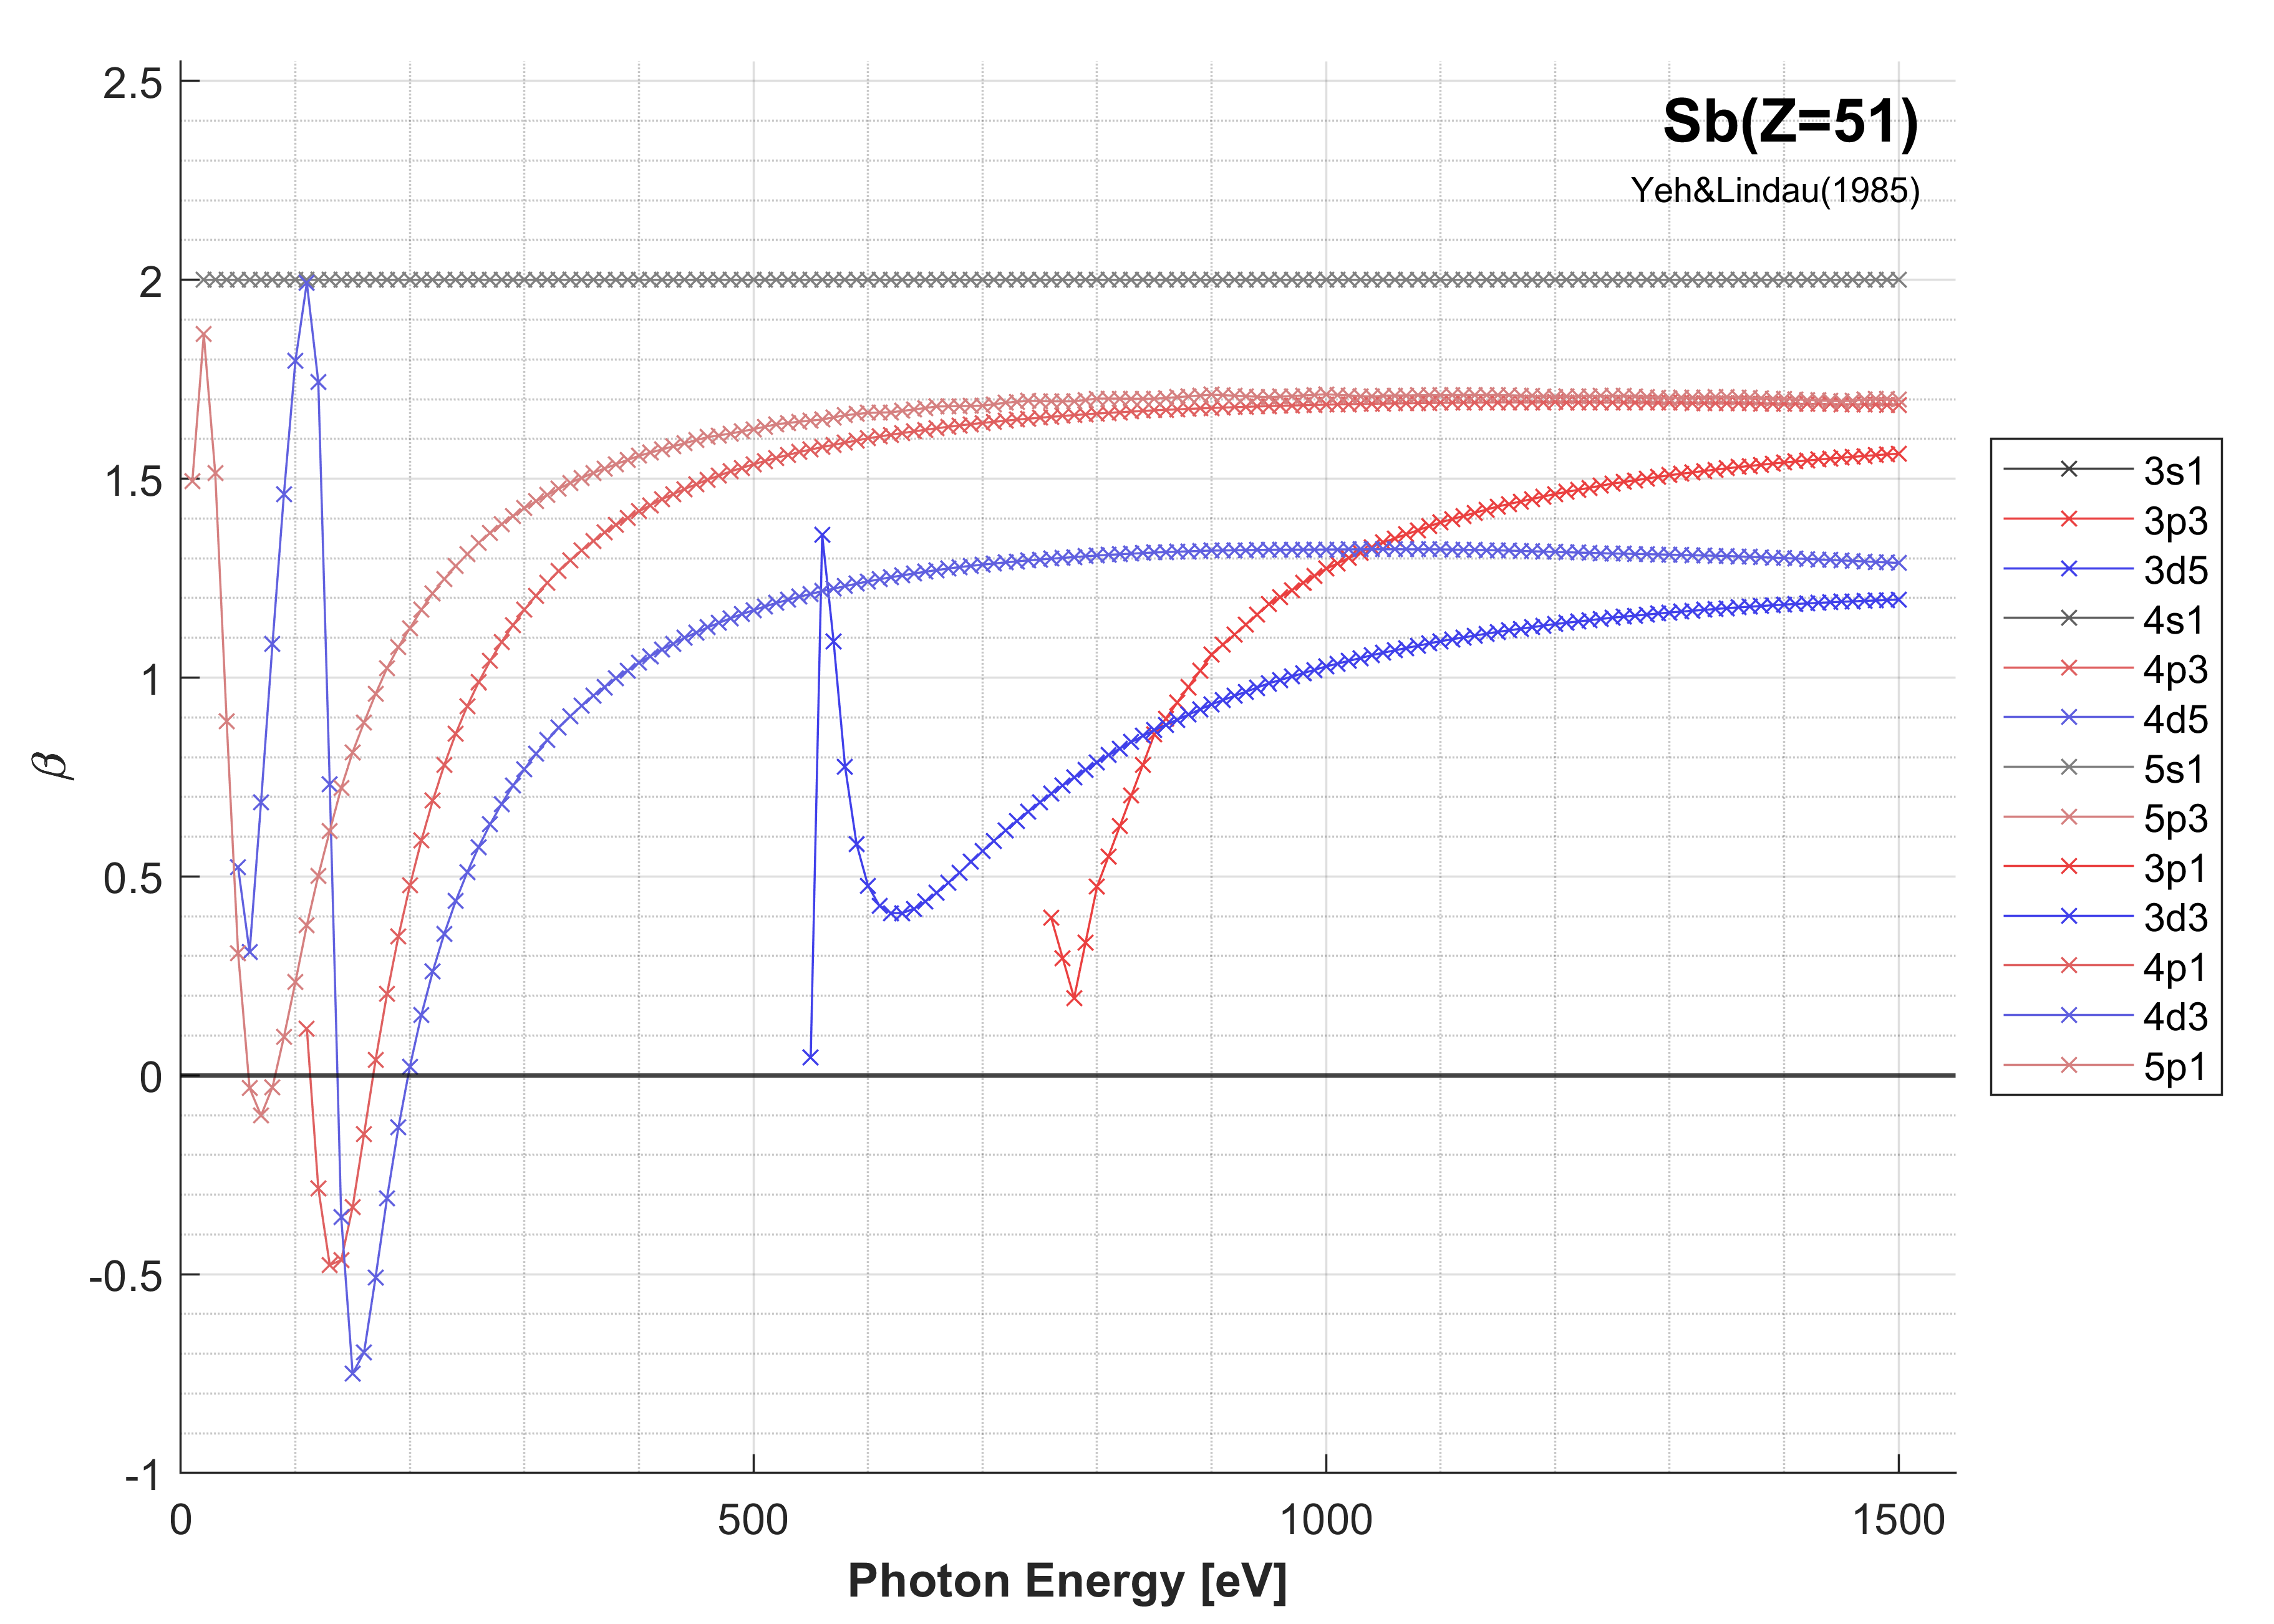 Sb(Z=51)
Yeh&Lindau(1985)
2.5
2
1.5
1
0.5
0
-0.5
-1
β
0 500 1000 1500
Photon Energy [eV]
3s1
3p3
3d5
4s1
4p3
4d5
5s1
5p3
3p1
3d3
4p1
4d3
5p1